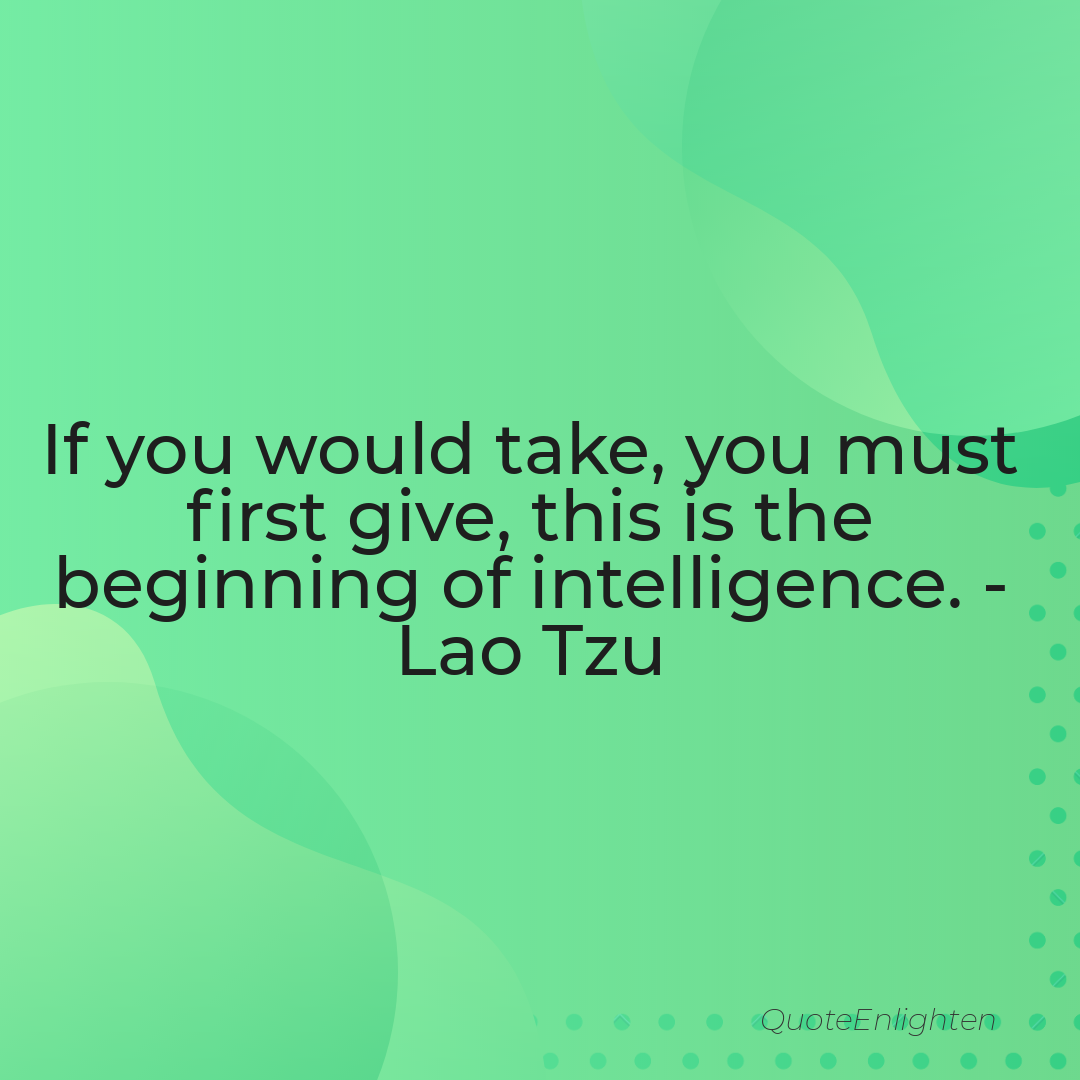 If you would take, you must
first give, this is the
beginning of intelligence. -
Lao Tzu
QuoteEnlighten